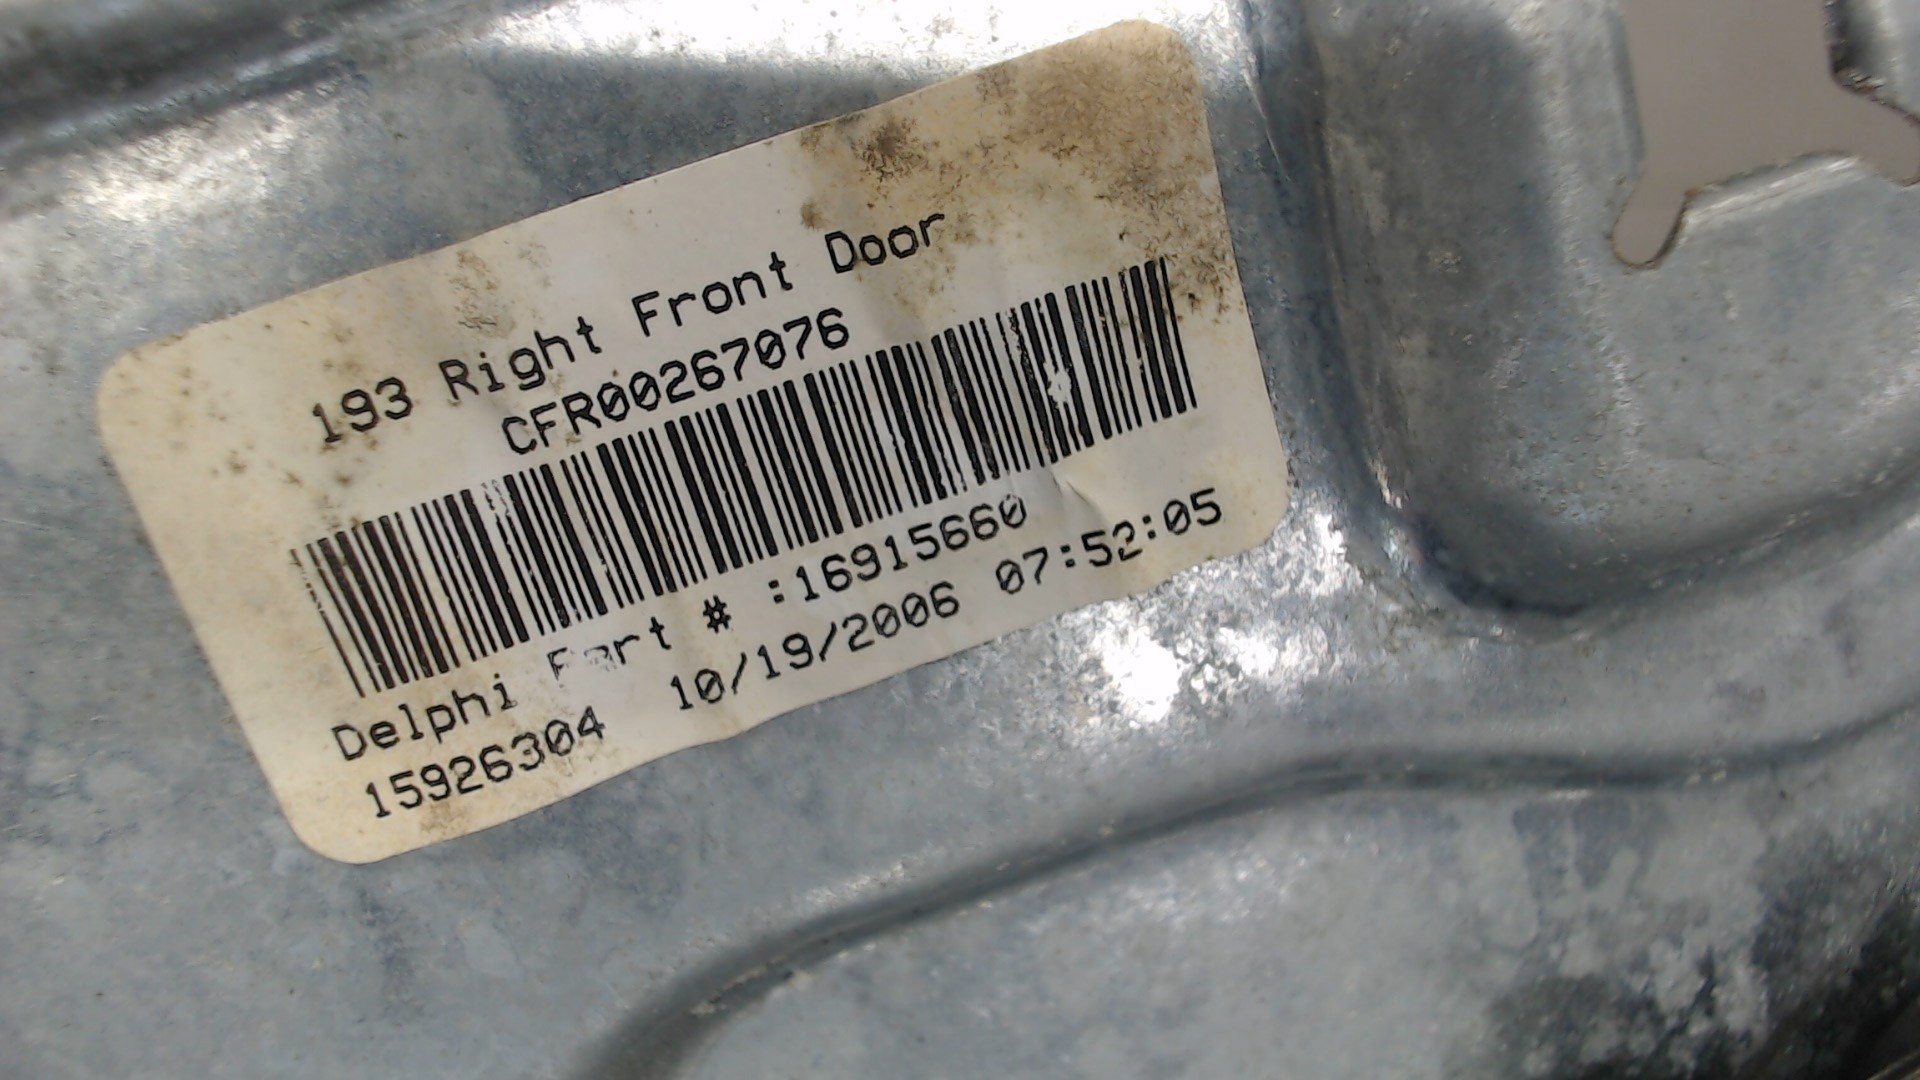 193 Right Front Door
CFR00267076
Delphi Part # :16915660
15926304 10/19/2006 07:52:05